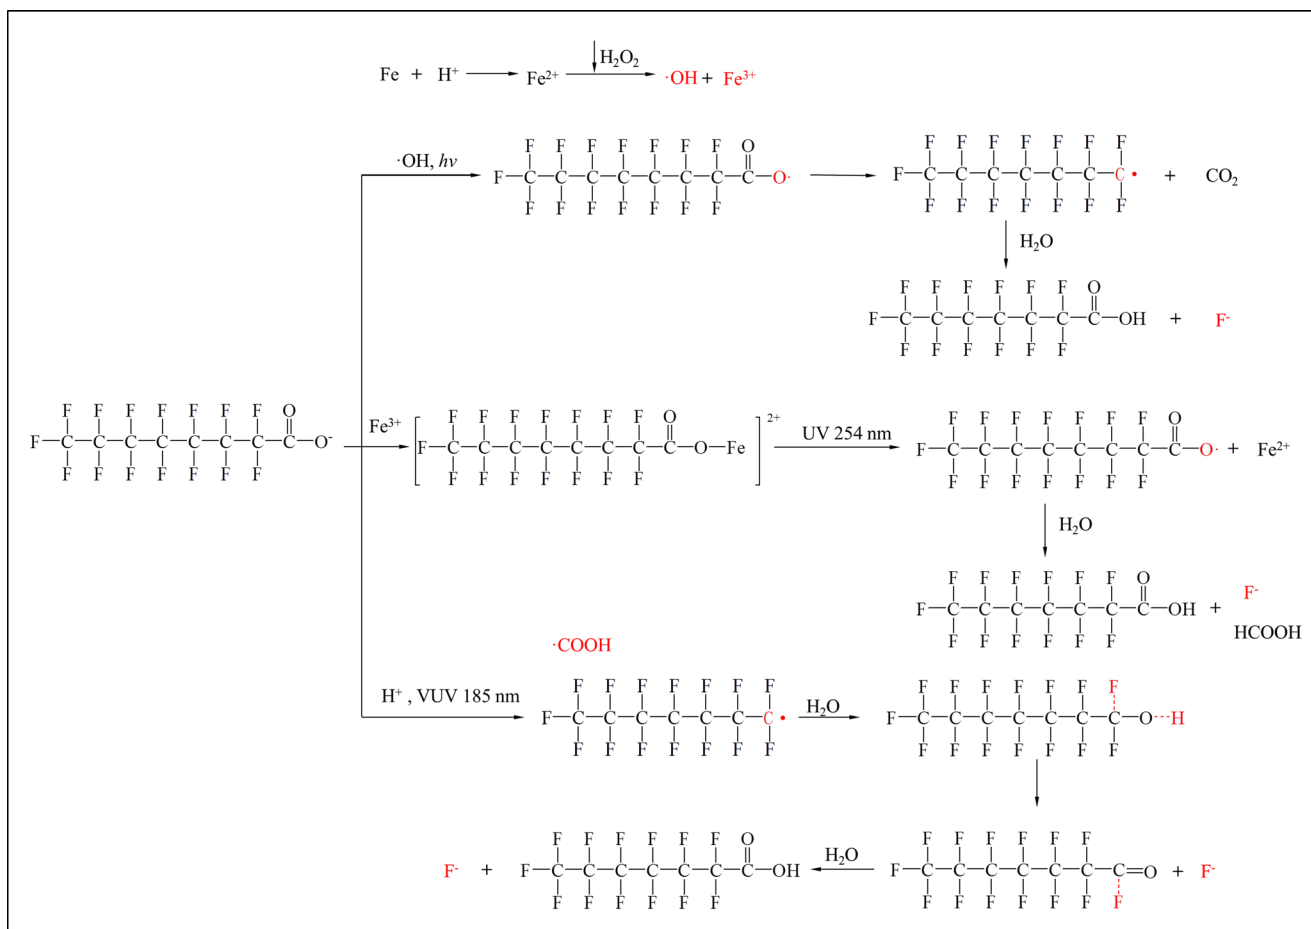 H₂O₂
Fe + H⁺ Fe²⁺ ·OH + Fe³⁺
·OH, hv
F F F F F F F O
F C C C C C C C C O·
F F F F F F F
F F F F F F F
F C C C C C C C • + CO₂
F F F F F F F
H₂O
F F F F F F O
F C C C C C C C OH + F⁻
F F F F F F
F F F F F F F O
F C C C C C C C C O⁻
F F F F F F F
Fe³⁺
F F F F F F F O 2+
F C C C C C C C C O Fe
F F F F F F F
UV 254 nm
F F F F F F F O
F C C C C C C C C O· + Fe²⁺
F F F F F F F
H₂O
F F F F F F O
F C C C C C C C OH +
F F F F F F
F⁻
HCOOH
·COOH
H⁺ , VUV 185 nm
F F F F F F F
F C C C C C C C •
F F F F F F F
H₂O
F F F F F F F
F C C C C C C C O H
F F F F F F F
F F F F F F
F C C C C C C C O + F⁻
F F F F F F F
H₂O
F F F F F F O
F⁻ + F C C C C C C C OH
F F F F F F